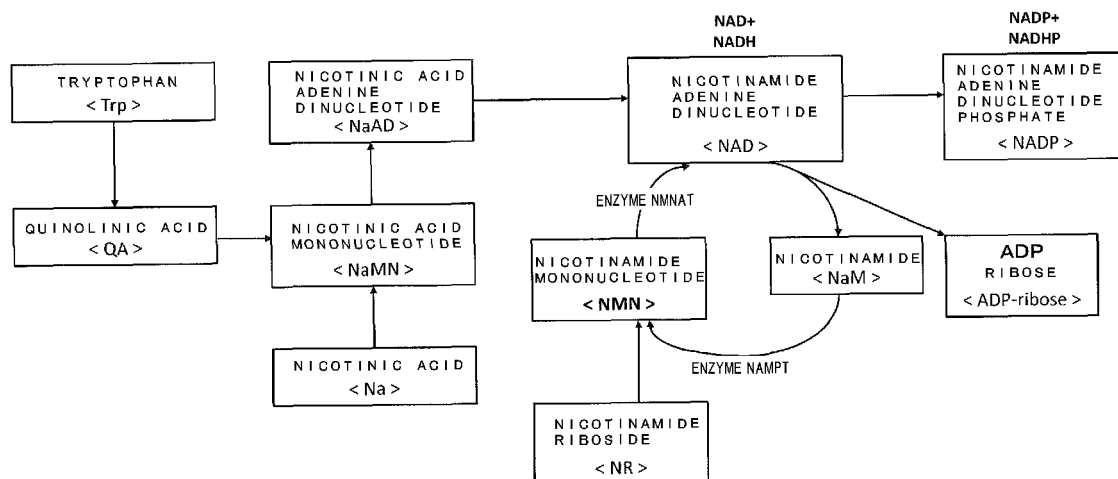 NAD+
NADH
NADP+
NADHP
TRYPTOPHAN
< Trp >
NICOTINIC ACID
ADENINE
DINUCLEOTIDE
< NaAD >
NICOTINAMIDE
ADENINE
DINUCLEOTIDE
< NAD >
NICOTINAMIDE
ADENINE
DINUCLEOTIDE
PHOSPHATE
< NADP >
ENZYME NMNAT
QUINOLINIC ACID
< QA >
NICOTINIC ACID
MONONUCLEOTIDE
< NaMN >
NICOTINAMIDE
MONONUCLEOTIDE
< NMN >
NICOTINAMIDE
< NaM >
ADP
RIBOSE
< ADP-ribose >
NICOTINIC ACID
< Na >
ENZYME NAMPT
NICOTINAMIDE
RIBOSIDE
< NR >